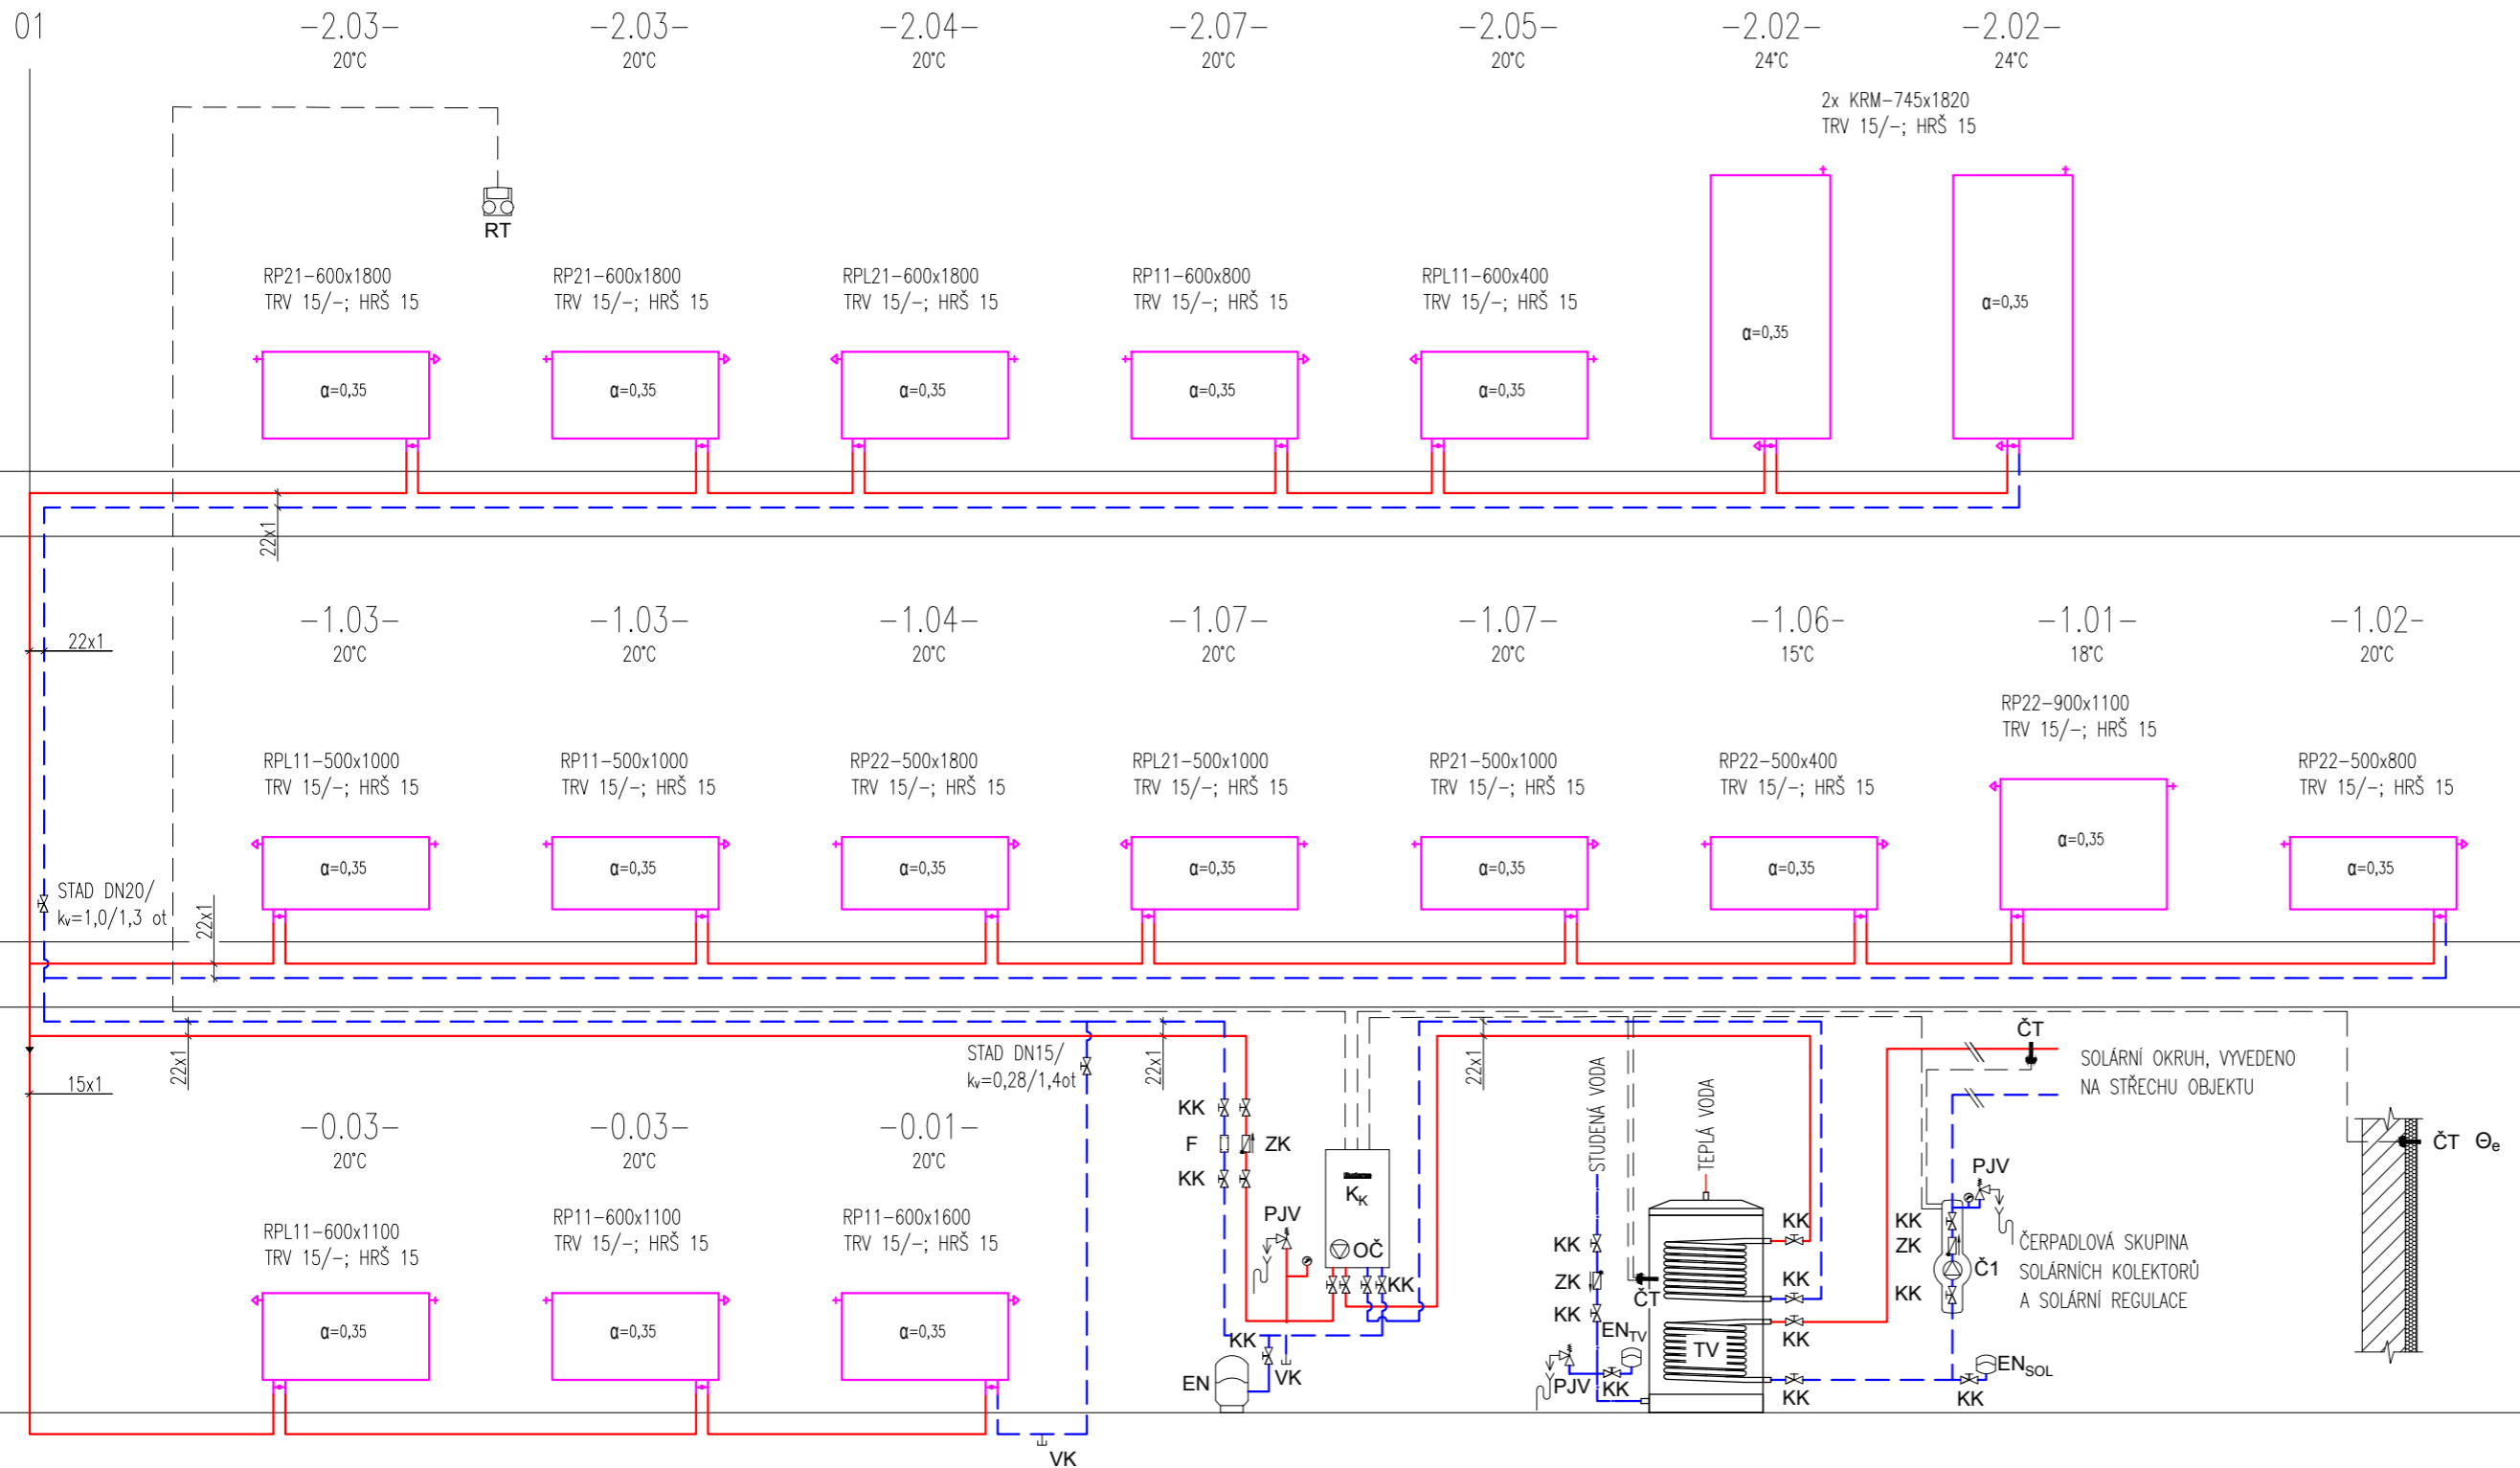 01
-2.03-
20°C
-2.03-
20°C
-2.04-
20°C
-2.07-
20°C
-2.05-
20°C
-2.02-
24°C
-2.02-
24°C
2x KRM-745x1820
TRV 15/-; HRŠ 15
RT
RP21-600x1800
TRV 15/-; HRŠ 15
RP21-600x1800
TRV 15/-; HRŠ 15
RPL21-600x1800
TRV 15/-; HRŠ 15
RP11-600x800
TRV 15/-; HRŠ 15
RPL11-600x400
TRV 15/-; HRŠ 15
α=0,35
α=0,35
α=0,35
α=0,35
α=0,35
α=0,35
α=0,35
22x1
22x1
-1.03-
20°C
-1.03-
20°C
-1.04-
20°C
-1.07-
20°C
-1.07-
20°C
-1.06-
15°C
-1.01-
18°C
-1.02-
20°C
RPL11-500x1000
TRV 15/-; HRŠ 15
RP11-500x1000
TRV 15/-; HRŠ 15
RP22-500x1800
TRV 15/-; HRŠ 15
RPL21-500x1000
TRV 15/-; HRŠ 15
RP21-500x1000
TRV 15/-; HRŠ 15
RP22-500x400
TRV 15/-; HRŠ 15
RP22-900x1100
TRV 15/-; HRŠ 15
RP22-500x800
TRV 15/-; HRŠ 15
α=0,35
α=0,35
α=0,35
α=0,35
α=0,35
α=0,35
α=0,35
α=0,35
STAD DN20/
kv=1,0/1,3 ot
22x1
22x1
15x1
STAD DN15/
kv=0,28/1,4ot
22x1
22x1
-0.03-
20°C
-0.03-
20°C
-0.01-
20°C
RPL11-600x1100
TRV 15/-; HRŠ 15
RP11-600x1100
TRV 15/-; HRŠ 15
RP11-600x1600
TRV 15/-; HRŠ 15
α=0,35
α=0,35
α=0,35
VK
KK
F
ZK
KK
PJV
KK
OČ
KK
KK
EN
VK
STUDENÁ VODA
TEPLÁ VODA
KK
ZK
KK
ČT
ENTV
PJV
KK
TV
KK
KK
KK
KK
ČT
SOLÁRNÍ OKRUH, VYVEDENO
NA STŘECHU OBJEKTU
PJV
KK
ZK
Č1
KK
ČERPADLOVÁ SKUPINA
SOLÁRNÍCH KOLEKTORŮ
A SOLÁRNÍ REGULACE
ENSOL
KK
ČT Θe